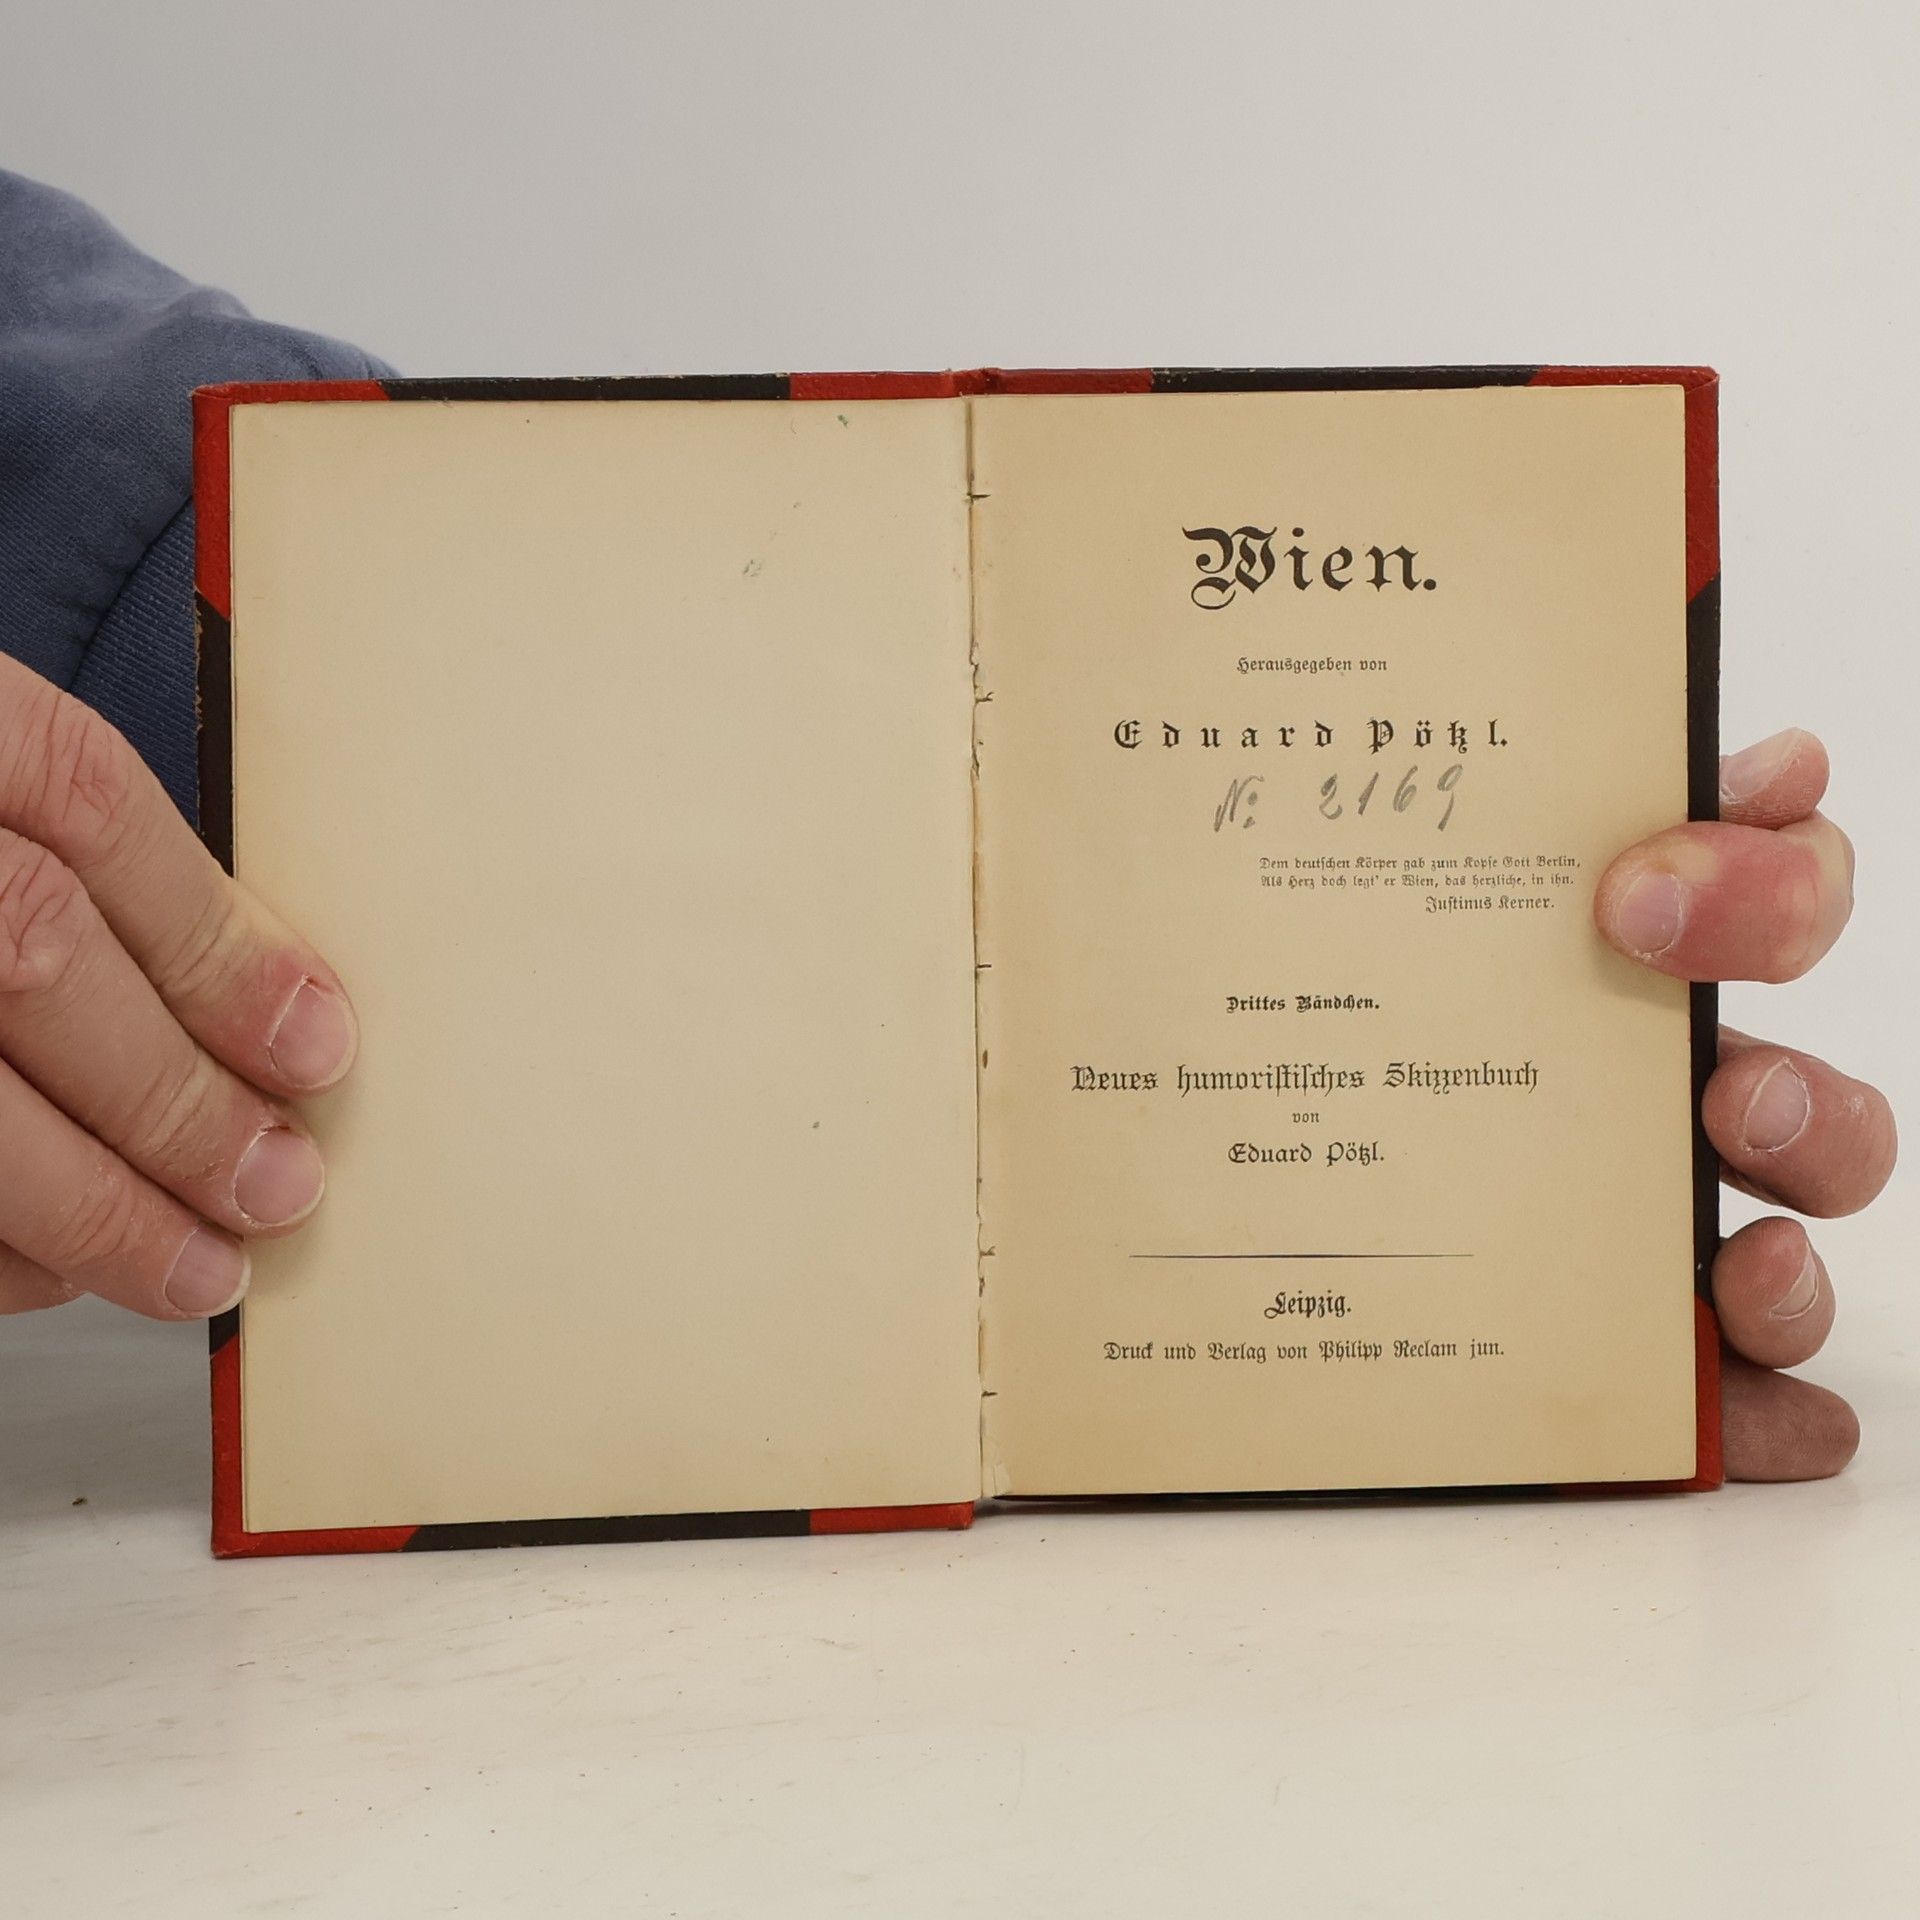 Wien.
Herausgegeben von
Eduard Pötzl.
No. 2169
Dem deutschen Körper gab zum Kopfe Gott Berlin,
Als Herz doch legt' er Wien, das herzliche, in ihn.
Justinus Kerner.
Drittes Bändchen.
Neues humoristisches Skizzenbuch
von
Eduard Pötzl.
Leipzig.
Druck und Verlag von Philipp Reclam jun.